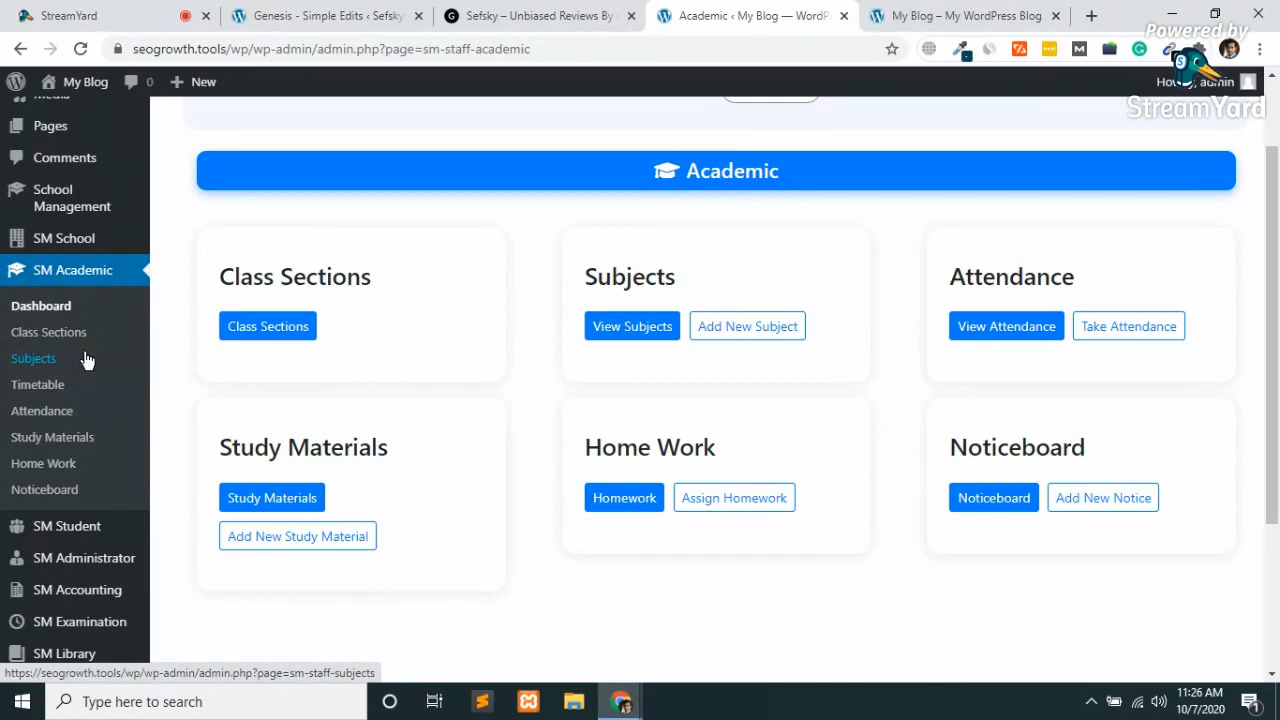 StreamYard
Genesis - Simple Edits ‹ Sefsky
Sefsky – Unbiased Reviews By
Academic ‹ My Blog — WordP
My Blog – My WordPress Blog
Powered by
StreamYard
seogrowth.tools/wp/wp-admin/admin.php?page=sm-staff-academic
My Blog
0
New
admin
Pages
Comments
School
Management
SM School
SM Academic
Dashboard
Class Sections
Subjects
Timetable
Attendance
Study Materials
Home Work
Noticeboard
SM Student
SM Administrator
SM Accounting
SM Examination
SM Library
Academic
Class Sections
Class Sections
Subjects
View Subjects
Add New Subject
Attendance
View Attendance
Take Attendance
Study Materials
Study Materials
Add New Study Material
Home Work
Homework
Assign Homework
Noticeboard
Noticeboard
Add New Notice
https://seogrowth.tools/wp/wp-admin/admin.php?page=sm-staff-subjects
Type here to search
11:26 AM
10/7/2020